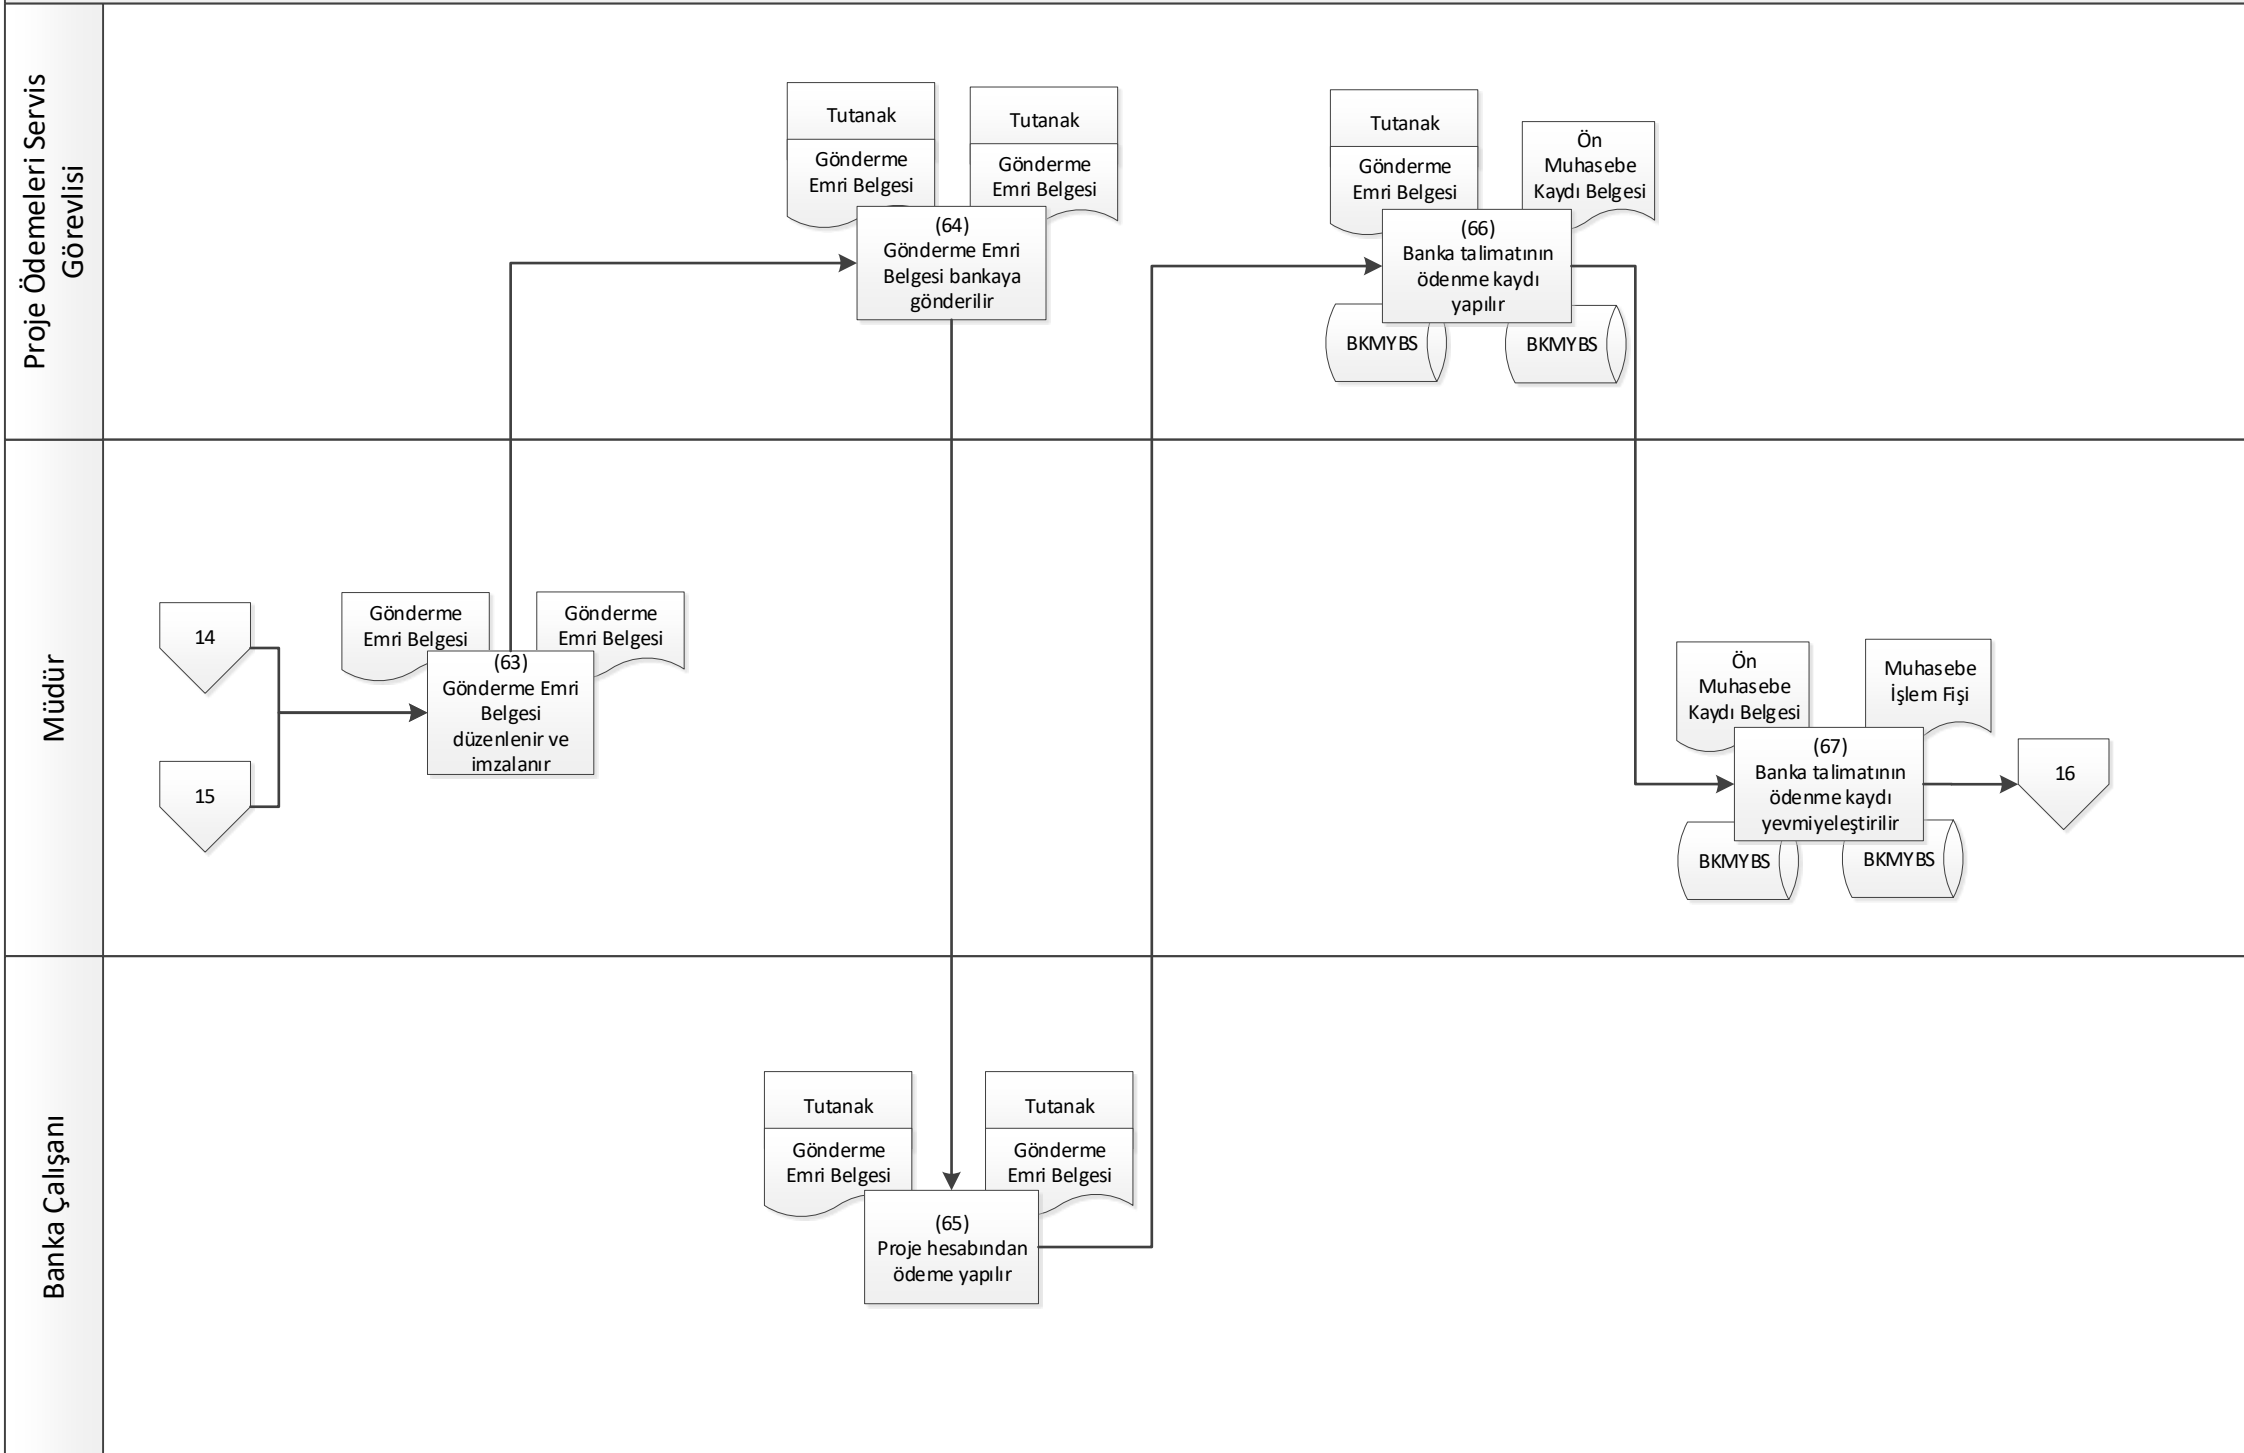 Proje Ödemeleri Servis
Görevlisi
Tutanak
Gönderme
Emri Belgesi
Tutanak
Gönderme
Emri Belgesi
(64)
Gönderme Emri
Belgesi bankaya
gönderilir
Tutanak
Gönderme
Emri Belgesi
Ön
Muhasebe
Kaydı Belgesi
(66)
Banka talimatının
ödenme kaydı
yapılır
BKMYBS
BKMYBS
Müdür
14
15
Gönderme
Emri Belgesi
Gönderme
Emri Belgesi
(63)
Gönderme Emri
Belgesi
düzenlenir ve
imzalanır
Ön
Muhasebe
Kaydı Belgesi
Muhasebe
İşlem Fişi
(67)
Banka talimatının
ödenme kaydı
yevmiyeleştirilir
BKMYBS
BKMYBS
16
Banka Çalışanı
Tutanak
Gönderme
Emri Belgesi
Tutanak
Gönderme
Emri Belgesi
(65)
Proje hesabından
ödeme yapılır